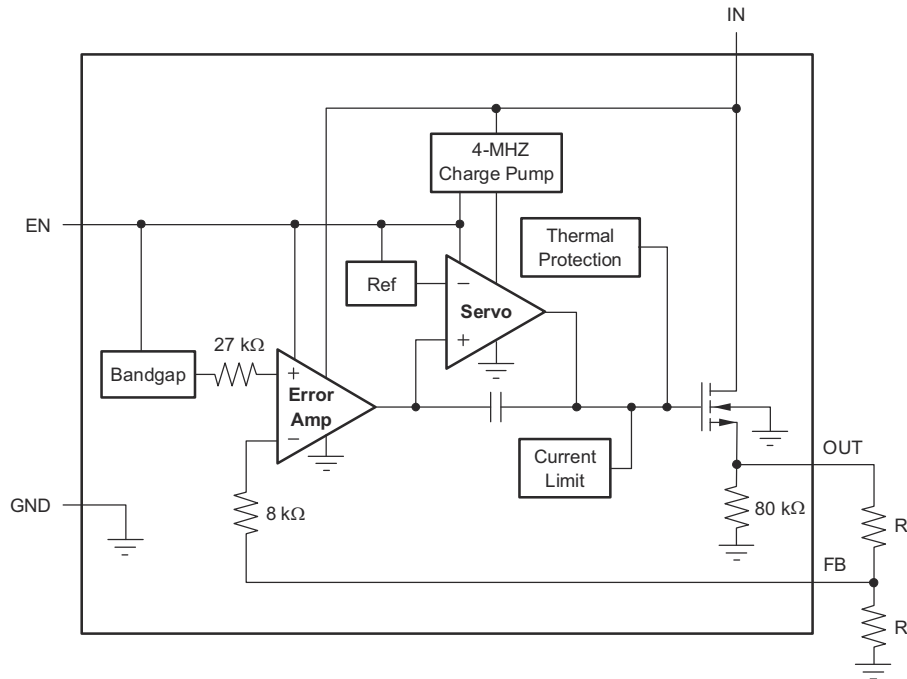 IN
4-MHZ
Charge Pump
EN
Thermal
Protection
Ref
−
Servo
+
27 kΩ
Bandgap
+
Error
Amp
−
Current
Limit
OUT
GND
8 kΩ
80 kΩ
R
FB
R